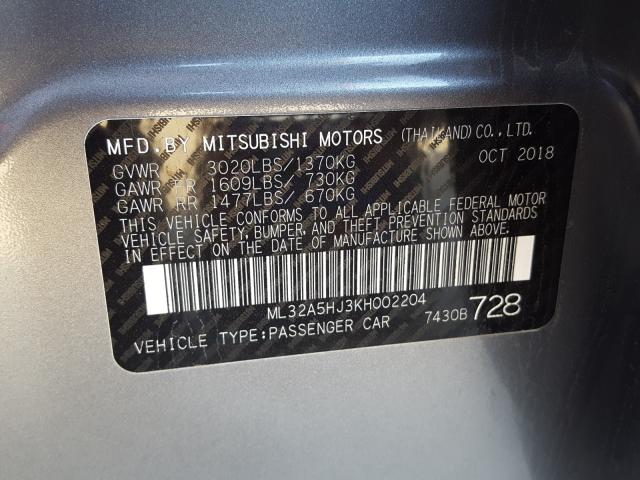 MFD.BY MITSUBISHI MOTORS (THAILAND)CO.,LTD.
GVWR 3020LBS/1370KG OCT 2018
GAWR FR 1609LBS/ 730KG
GAWR RR 1477LBS/ 670KG
THIS VEHICLE CONFORMS TO ALL APPLICABLE FEDERAL MOTOR
VEHICLE SAFETY, BUMPER, AND THEFT PREVENTION STANDARDS
IN EFFECT ON THE DATE OF MANUFACTURE SHOWN ABOVE.
ML32A5HJ3KH002204
VEHICLE TYPE:PASSENGER CAR 7430B 728